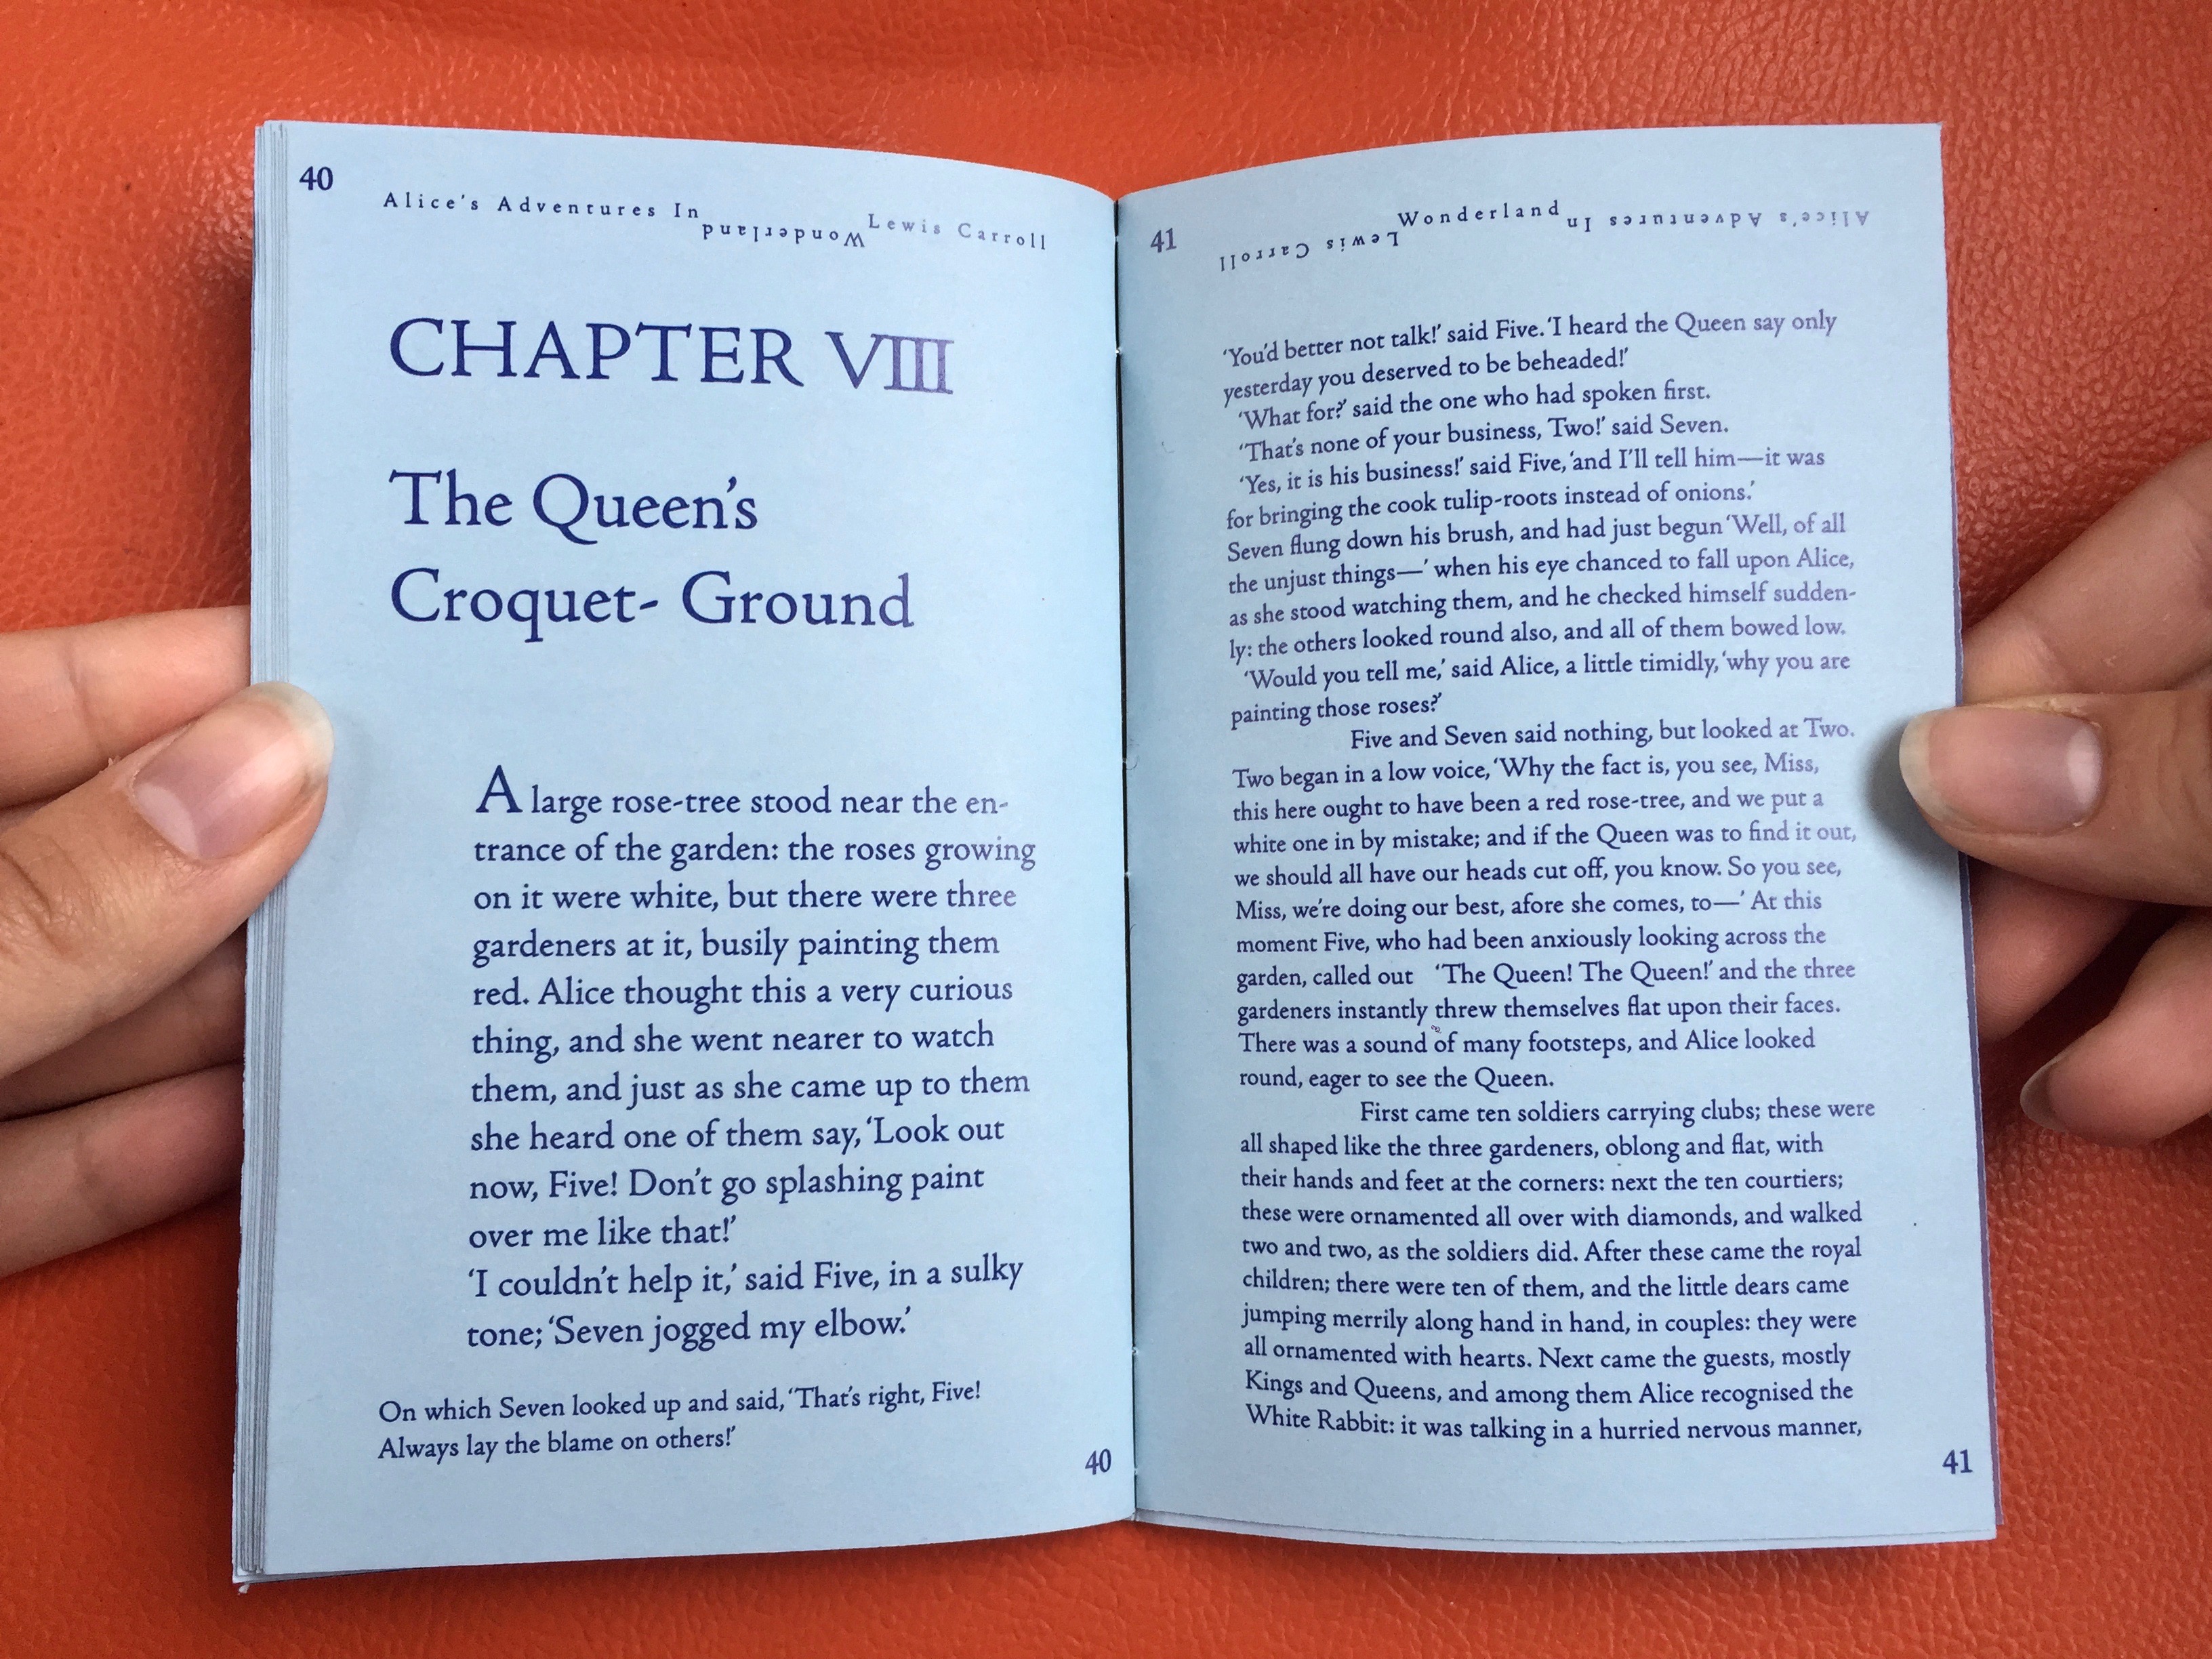 40
Alice's Adventures In Wonderland Lewis Carroll
CHAPTER VIII
The Queen's
Croquet- Ground
A large rose-tree stood near the en-
trance of the garden: the roses growing
on it were white, but there were three
gardeners at it, busily painting them
red. Alice thought this a very curious
thing, and she went nearer to watch
them, and just as she came up to them
she heard one of them say, 'Look out
now, Five! Don't go splashing paint
over me like that!'
'I couldn't help it,' said Five, in a sulky
tone; 'Seven jogged my elbow.'
On which Seven looked up and said, 'That's right, Five!
Always lay the blame on others!'
40
41
Lewis Carroll Wonderland Alice's Adventures In
'You'd better not talk!' said Five. 'I heard the Queen say only
yesterday you deserved to be beheaded!'
'What for?' said the one who had spoken first.
'That's none of your business, Two!' said Seven.
'Yes, it is his business!' said Five, 'and I'll tell him—it was
for bringing the cook tulip-roots instead of onions.'
Seven flung down his brush, and had just begun 'Well, of all
the unjust things—' when his eye chanced to fall upon Alice,
as she stood watching them, and he checked himself sudden-
ly: the others looked round also, and all of them bowed low.
'Would you tell me,' said Alice, a little timidly, 'why you are
painting those roses?'
Five and Seven said nothing, but looked at Two.
Two began in a low voice, 'Why the fact is, you see, Miss,
this here ought to have been a red rose-tree, and we put a
white one in by mistake; and if the Queen was to find it out,
we should all have our heads cut off, you know. So you see,
Miss, we're doing our best, afore she comes, to—' At this
moment Five, who had been anxiously looking across the
garden, called out 'The Queen! The Queen!' and the three
gardeners instantly threw themselves flat upon their faces.
There was a sound of many footsteps, and Alice looked
round, eager to see the Queen.
First came ten soldiers carrying clubs; these were
all shaped like the three gardeners, oblong and flat, with
their hands and feet at the corners: next the ten courtiers;
these were ornamented all over with diamonds, and walked
two and two, as the soldiers did. After these came the royal
children; there were ten of them, and the little dears came
jumping merrily along hand in hand, in couples: they were
all ornamented with hearts. Next came the guests, mostly
Kings and Queens, and among them Alice recognised the
White Rabbit: it was talking in a hurried nervous manner,
41